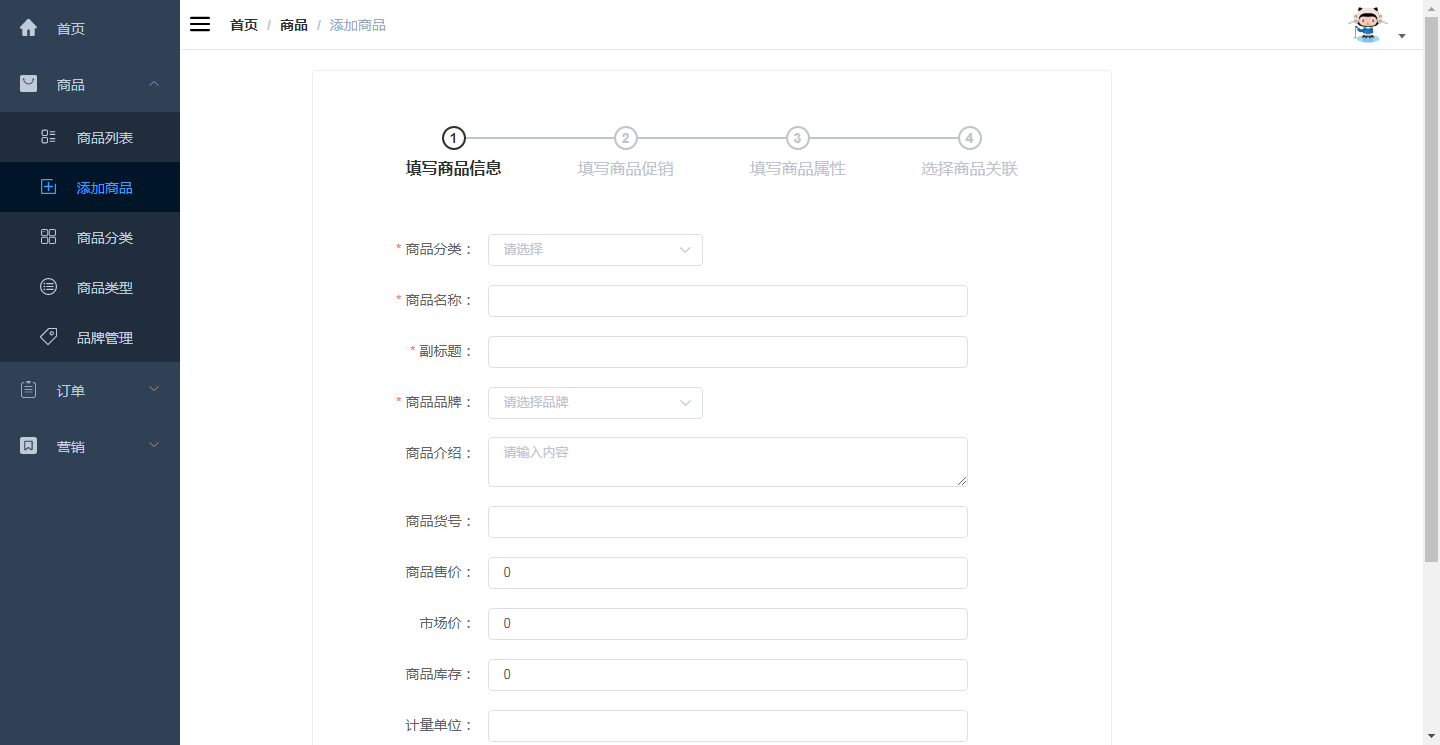 首页
商品
商品列表
添加商品
商品分类
商品类型
品牌管理
订单
营销
首页 / 商品 / 添加商品
1 2 3 4
填写商品信息 填写商品促销 填写商品属性 选择商品关联
* 商品分类： 请选择
* 商品名称：
* 副标题：
* 商品品牌： 请选择品牌
商品介绍： 请输入内容
商品货号：
商品售价： 0
市场价： 0
商品库存： 0
计量单位：